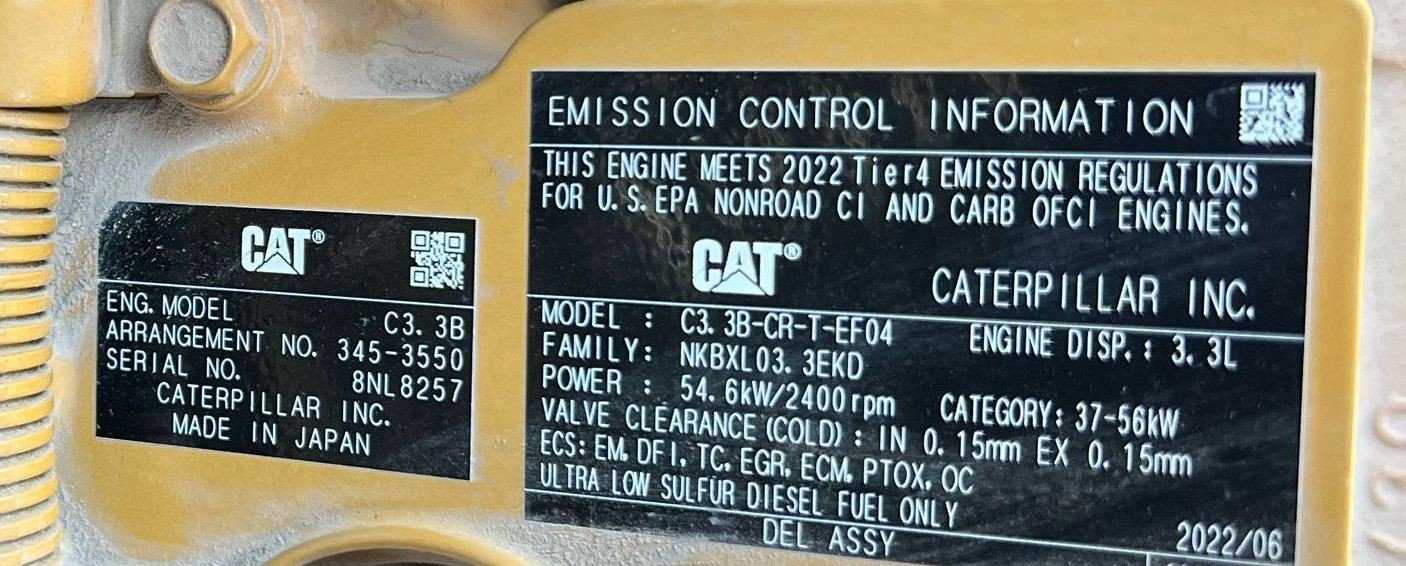 CAT®
ENG. MODEL C3.3B
ARRANGEMENT NO. 345-3550
SERIAL NO. 8NL8257
CATERPILLAR INC.
MADE IN JAPAN
EMISSION CONTROL INFORMATION
THIS ENGINE MEETS 2022 Tier4 EMISSION REGULATIONS
FOR U.S. EPA NONROAD CI AND CARB OFCI ENGINES.
CAT® CATERPILLAR INC.
MODEL : C3.3B-CR-T-EF04 ENGINE DISP. : 3.3L
FAMILY: NKBXL03.3EKD
POWER : 54.6kW/2400rpm CATEGORY: 37-56kW
VALVE CLEARANCE (COLD) : IN 0.15mm EX 0.15mm
ECS: EM, DFI, TC, EGR, ECM, PTOX, OC
ULTRA LOW SULFUR DIESEL FUEL ONLY
DEL ASSY 2022/06